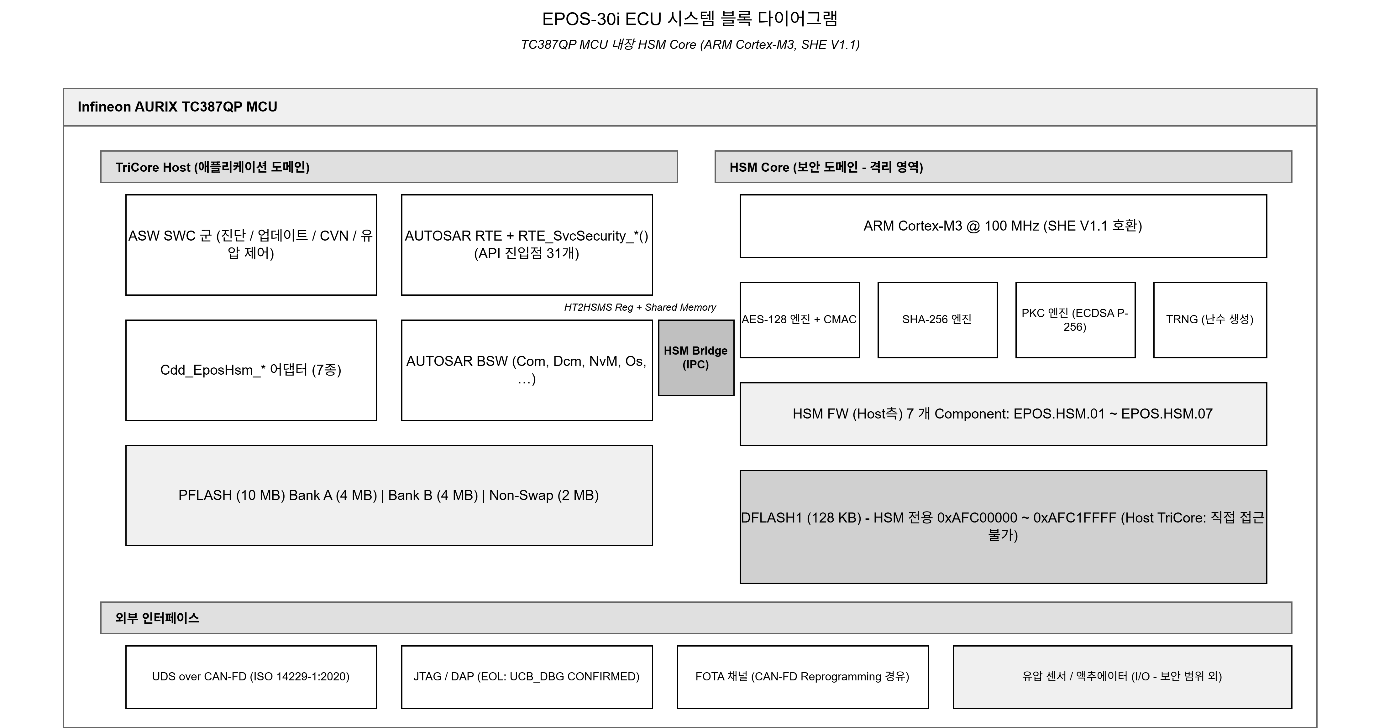 EPOS-30i ECU 시스템 블록 다이어그램
TC387QP MCU 내장 HSM Core (ARM Cortex-M3, SHE V1.1)
Infineon AURIX TC387QP MCU
TriCore Host (애플리케이션 도메인)
ASW SWC 군 (진단 / 업데이트 / CVN / 유
압 제어)
AUTOSAR RTE + RTE_SvcSecurity_*()
(API 진입점 31개)
HT2HSMS Reg + Shared Memory
Cdd_EposHsm_* 어댑터 (7종)
AUTOSAR BSW (Com, Dcm, NvM, Os,
…)
HSM Bridge
(IPC)
PFLASH (10 MB) Bank A (4 MB) | Bank B (4 MB) | Non-Swap (2 MB)
HSM Core (보안 도메인 - 격리 영역)
ARM Cortex-M3 @ 100 MHz (SHE V1.1 호환)
AES-128 엔진 + CMAC
SHA-256 엔진
PKC 엔진 (ECDSA P-
256)
TRNG (난수 생성)
HSM FW (Host측) 7 개 Component: EPOS.HSM.01 ~ EPOS.HSM.07
DFLASH1 (128 KB) - HSM 전용 0xAFC00000 ~ 0xAFC1FFFF (Host TriCore: 직접 접근
불가)
외부 인터페이스
UDS over CAN-FD (ISO 14229-1:2020)
JTAG / DAP (EOL: UCB_DBG CONFIRMED)
FOTA 채널 (CAN-FD Reprogramming 경유)
유압 센서 / 액추에이터 (I/O - 보안 범위 외)